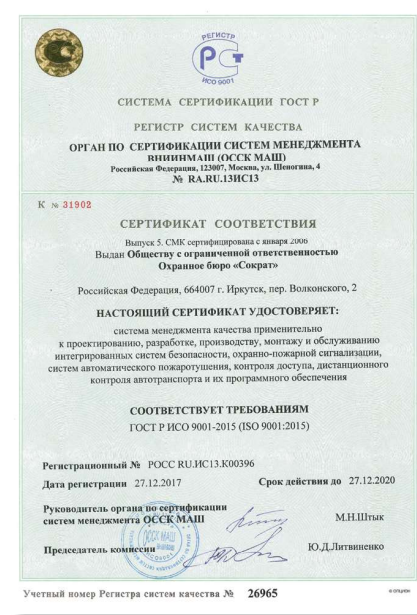 РЕГИСТР
РСТ
ИСО 9001
СИСТЕМА СЕРТИФИКАЦИИ ГОСТ Р
РЕГИСТР СИСТЕМ КАЧЕСТВА
ОРГАН ПО СЕРТИФИКАЦИИ СИСТЕМ МЕНЕДЖМЕНТА
ВНИИНМАШ (ОССК МАШ)
Российская Федерация, 123007, Москва, ул. Шеногина, 4
№ RA.RU.13ИС13
К № 31902
СЕРТИФИКАТ СООТВЕТСТВИЯ
Выпуск 5. СМК сертифицирована с января 2006
Выдан Обществу с ограниченной ответственностью
Охранное бюро «Сократ»
Российская Федерация, 664007 г. Иркутск, пер. Волконского, 2
НАСТОЯЩИЙ СЕРТИФИКАТ УДОСТОВЕРЯЕТ:
система менеджмента качества применительно
к проектированию, разработке, производству, монтажу и обслуживанию
интегрированных систем безопасности, охранно-пожарной сигнализации,
систем автоматического пожаротушения, контроля доступа, дистанционного
контроля автотранспорта и их программного обеспечения
СООТВЕТСТВУЕТ ТРЕБОВАНИЯМ
ГОСТ Р ИСО 9001-2015 (ISO 9001:2015)
Регистрационный № РОСС RU.ИС13.К00396
Дата регистрации 27.12.2017 Срок действия до 27.12.2020
Руководитель органа по сертификации
систем менеджмента ОССК МАШ М.Н.Штык
ОССК МАШ
Председатель комиссии Ю.Д.Литвиненко
Учетный номер Регистра систем качества № 26965